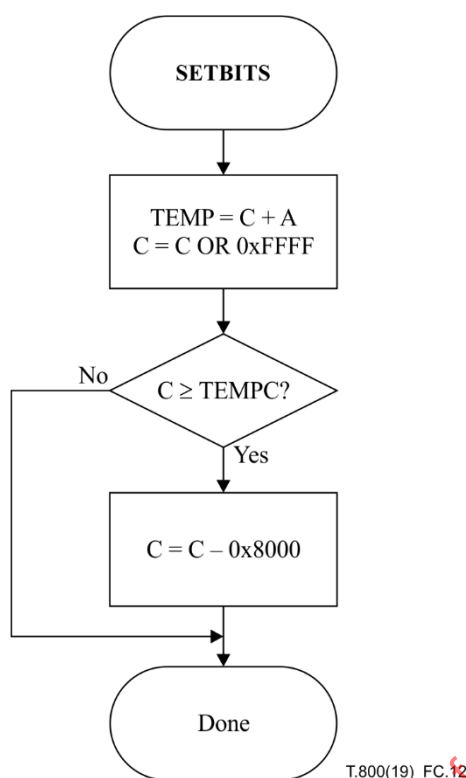 SETBITS
TEMP = C + A
C = C OR 0xFFFF
No
C ≥ TEMPC?
Yes
C = C – 0x8000
Done
T.800(19)_FC.12